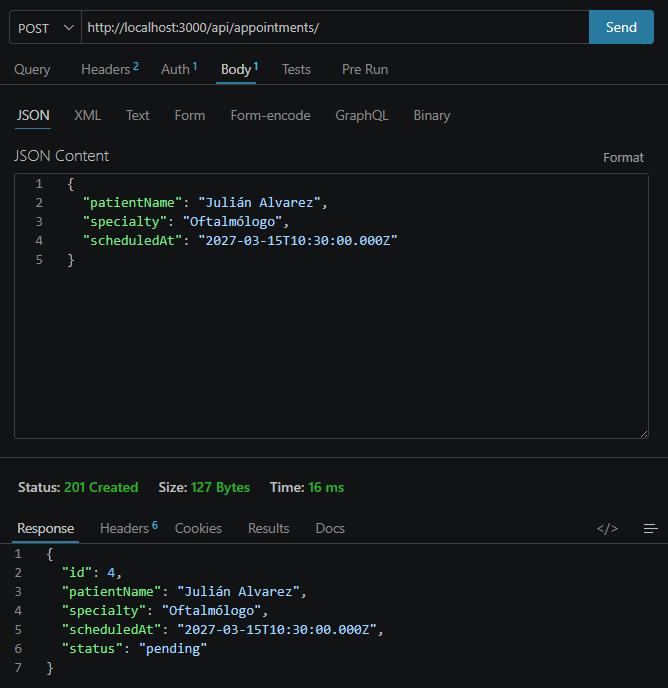 POST http://localhost:3000/api/appointments/ Send
Query Headers 2 Auth 1 Body 1 Tests Pre Run
JSON XML Text Form Form-encode GraphQL Binary
JSON Content Format
1 {
2 "patientName": "Julián Alvarez",
3 "specialty": "Oftalmólogo",
4 "scheduledAt": "2027-03-15T10:30:00.000Z"
5 }
Status: 201 Created Size: 127 Bytes Time: 16 ms
Response Headers 6 Cookies Results Docs </>
1 {
2 "id": 4,
3 "patientName": "Julián Alvarez",
4 "specialty": "Oftalmólogo",
5 "scheduledAt": "2027-03-15T10:30:00.000Z",
6 "status": "pending"
7 }